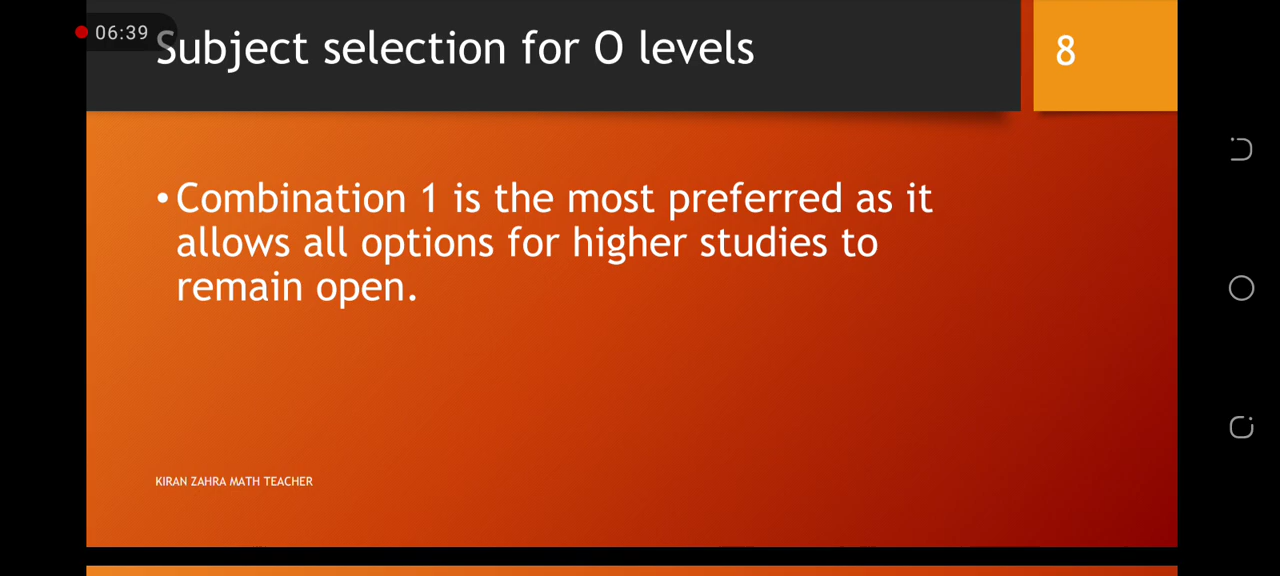 06:39
Subject selection for O levels
8
• Combination 1 is the most preferred as it
allows all options for higher studies to
remain open.
KIRAN ZAHRA MATH TEACHER